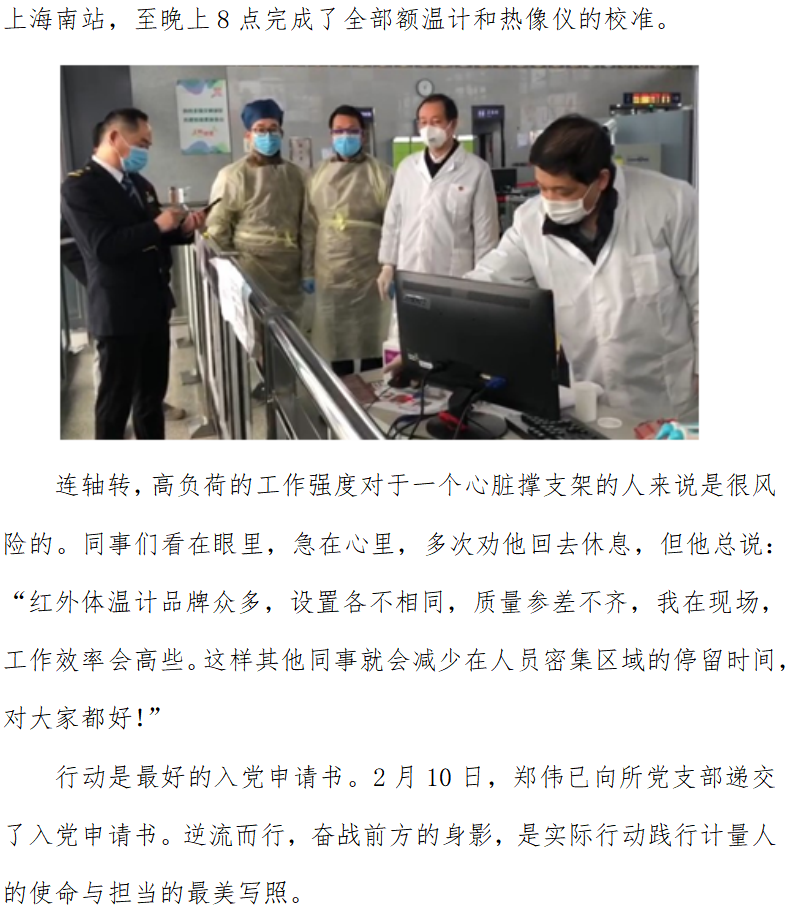 上海南站，至晚上8点完成了全部额温计和热像仪的校准。
连轴转，高负荷的工作强度对于一个心脏撑支架的人来说是很风
险的。同事们看在眼里，急在心里，多次劝他回去休息，但他总说：
“红外体温计品牌众多，设置各不相同，质量参差不齐，我在现场，
工作效率会高些。这样其他同事就会减少在人员密集区域的停留时间，
对大家都好！”
行动是最好的入党申请书。2月10日，郑伟已向所党支部递交
了入党申请书。逆流而行，奋战前方的身影，是实际行动践行计量人
的使命与担当的最美写照。